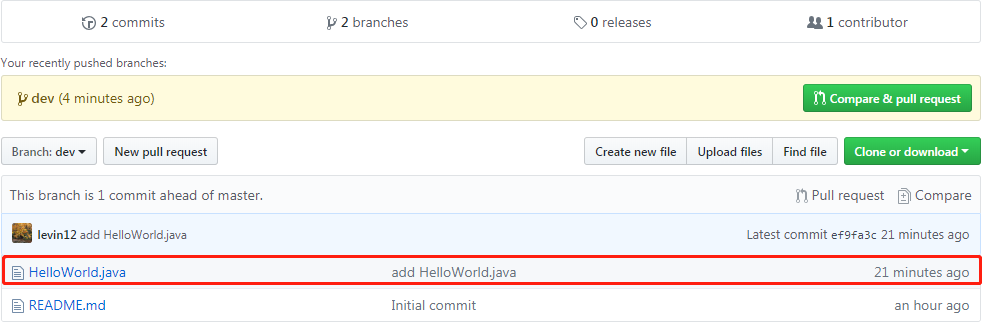 2 commits 2 branches 0 releases 1 contributor
Your recently pushed branches:
dev (4 minutes ago) Compare & pull request
Branch: dev New pull request Create new file Upload files Find file Clone or download
This branch is 1 commit ahead of master. Pull request Compare
levin12 add HelloWorld.java Latest commit ef9fa3c 21 minutes ago
HelloWorld.java add HelloWorld.java 21 minutes ago
README.md Initial commit an hour ago